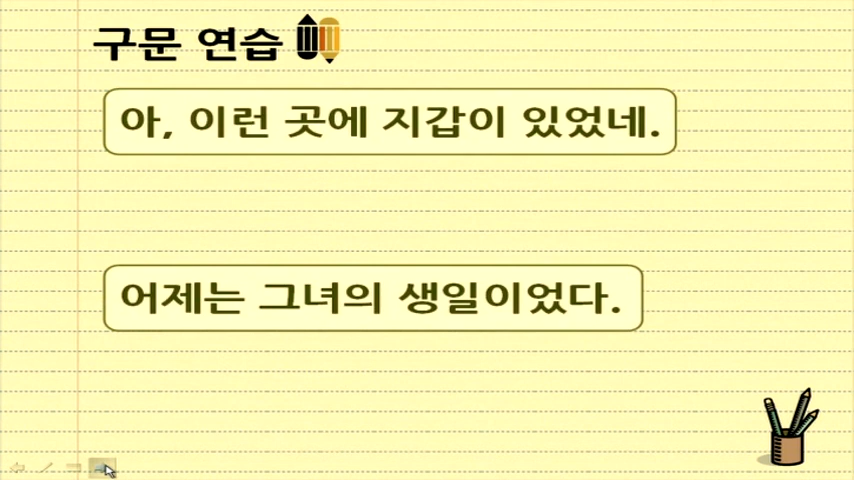 구문 연습
아, 이런 곳에 지갑이 있었네.
어제는 그녀의 생일이었다.